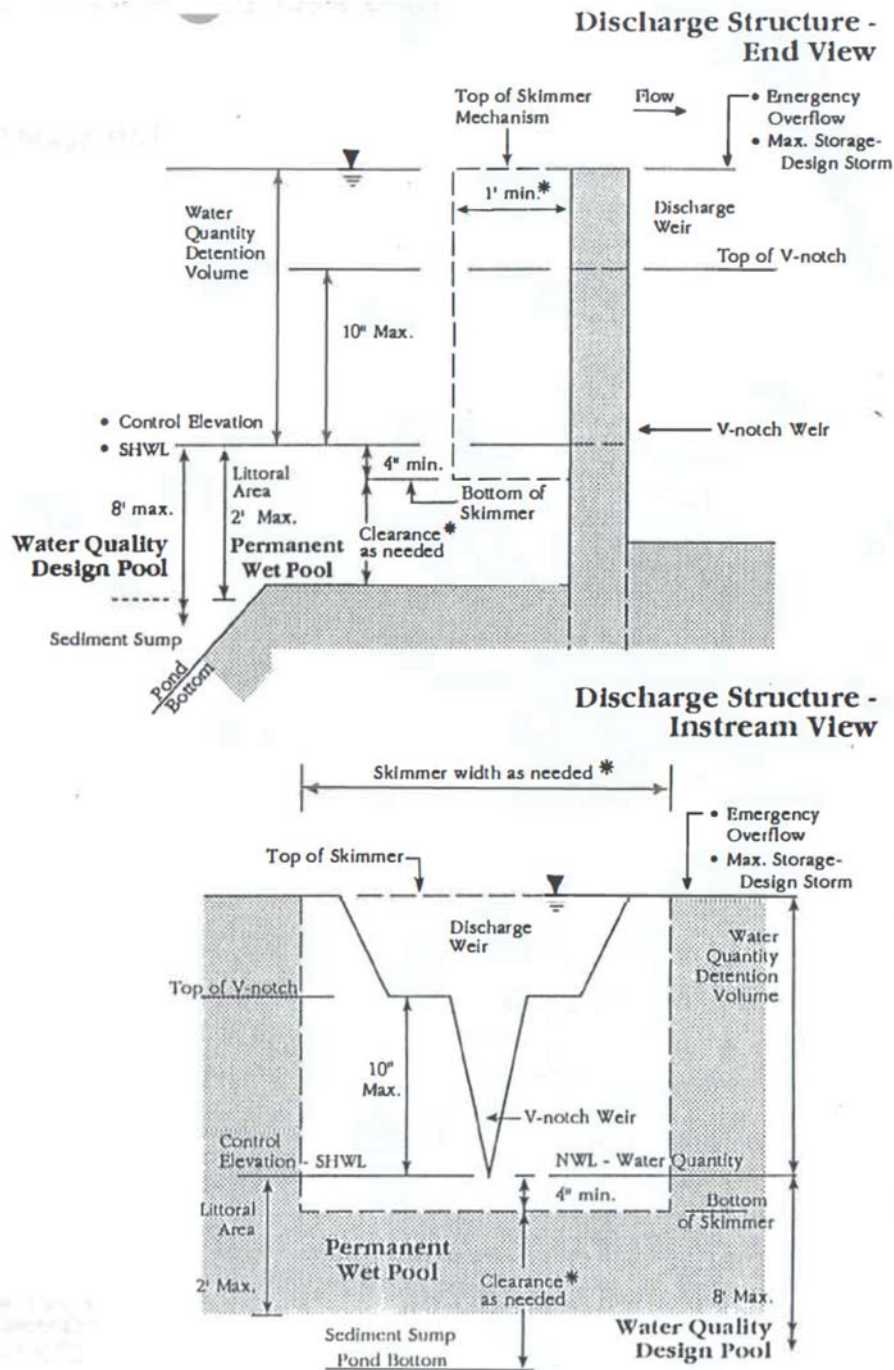 Discharge Structure -
End View
Top of Skimmer
Mechanism
Flow
• Emergency
Overflow
• Max. Storage-
Design Storm
1' min.*
Water
Quantity
Detention
Volume
Discharge
Weir
Top of V-notch
10" Max.
• Control Elevation
• SHWL
V-notch Weir
4" min.
Littoral
Area
2' Max.
8' max.
Bottom of
Skimmer
Water Quality
Design Pool
Permanent
Wet Pool
Clearance*
as needed
Sediment Sump
Pond
Bottom
Discharge Structure -
Instream View
Skimmer width as needed *
• Emergency
Overflow
• Max. Storage-
Design Storm
Top of Skimmer
Discharge
Weir
Water
Quantity
Detention
Volume
Top of V-notch
10"
Max.
V-notch Weir
Control
Elevation - SHWL
NWL - Water Quantity
4" min.
Littoral
Area
Bottom
of Skimmer
Permanent
Wet Pool
2' Max.
Clearance*
as needed
8' Max.
Sediment Sump
Water Quality
Design Pool
Pond Bottom